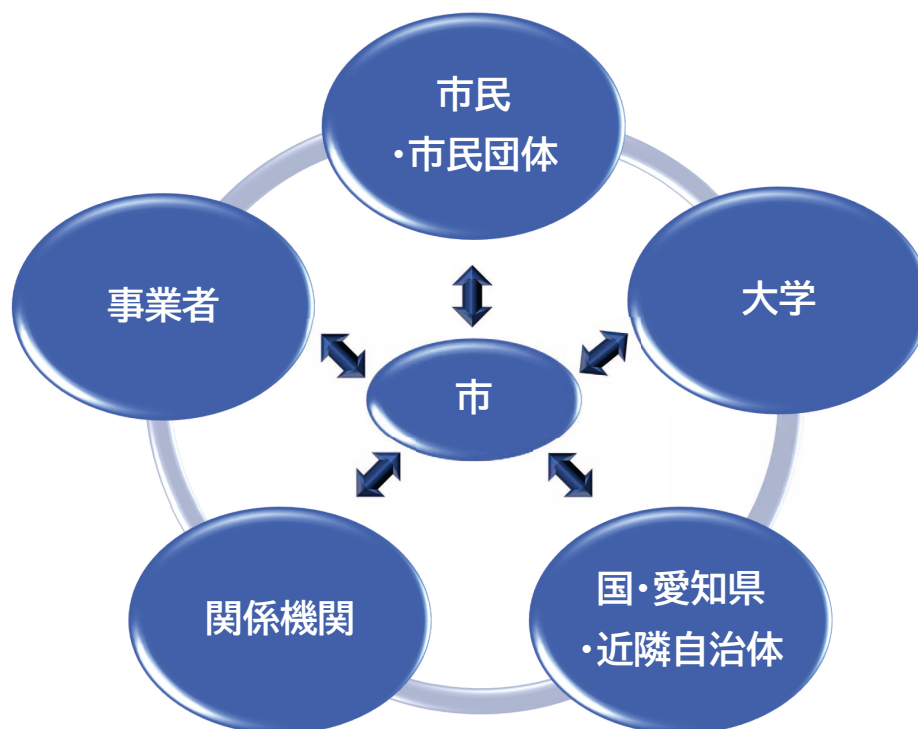 市民
・市民団体
事業者
大学
市
関係機関
国・愛知県
・近隣自治体